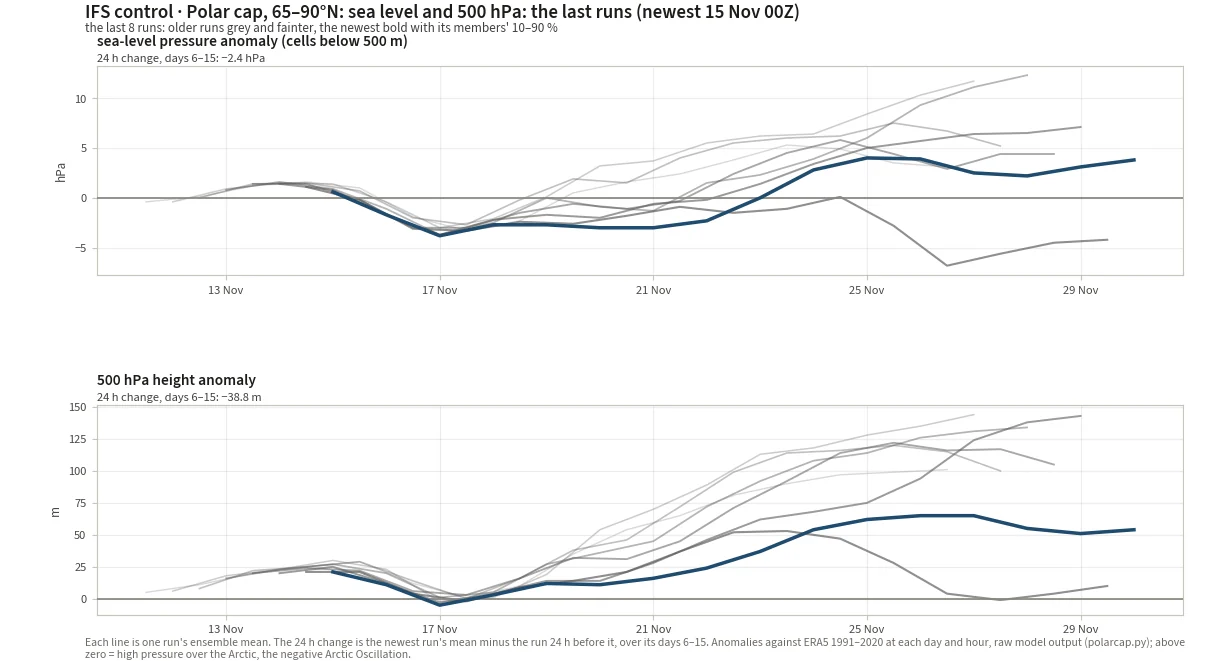 IFS control · Polar cap, 65–90°N: sea level and 500 hPa: the last runs (newest 15 Nov 00Z)
the last 8 runs: older runs grey and fainter, the newest bold with its members' 10–90 %
sea-level pressure anomaly (cells below 500 m)
24 h change, days 6–15: −2.4 hPa
10
5
0
−5
hPa
13 Nov
17 Nov
21 Nov
25 Nov
29 Nov
500 hPa height anomaly
24 h change, days 6–15: −38.8 m
150
125
100
75
50
25
0
m
13 Nov
17 Nov
21 Nov
25 Nov
29 Nov
Each line is one run's ensemble mean. The 24 h change is the newest run's mean minus the run 24 h before it, over its days 6–15. Anomalies against ERA5 1991–2020 at each day and hour, raw model output (polarcap.py); above
zero = high pressure over the Arctic, the negative Arctic Oscillation.